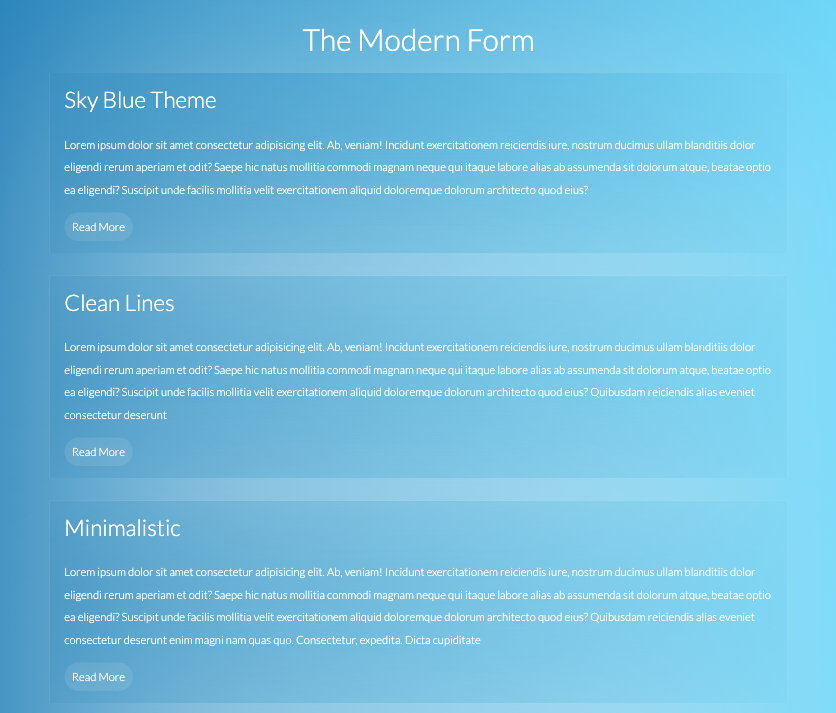 The Modern Form
Sky Blue Theme
Lorem ipsum dolor sit amet consectetur adipisicing elit. Ab, veniam! Incidunt exercitationem reiciendis iure, nostrum ducimus ullam blanditiis dolor
eligendi rerum aperiam et odit? Saepe hic natus mollitia commodi magnam neque qui itaque labore alias ab assumenda sit dolorum atque, beatae optio
ea eligendi? Suscipit unde facilis mollitia velit exercitationem aliquid doloremque dolorum architecto quod eius?
Read More
Clean Lines
Lorem ipsum dolor sit amet consectetur adipisicing elit. Ab, veniam! Incidunt exercitationem reiciendis iure, nostrum ducimus ullam blanditiis dolor
eligendi rerum aperiam et odit? Saepe hic natus mollitia commodi magnam neque qui itaque labore alias ab assumenda sit dolorum atque, beatae optio
ea eligendi? Suscipit unde facilis mollitia velit exercitationem aliquid doloremque dolorum architecto quod eius? Quibusdam reiciendis alias eveniet
consectetur deserunt
Read More
Minimalistic
Lorem ipsum dolor sit amet consectetur adipisicing elit. Ab, veniam! Incidunt exercitationem reiciendis iure, nostrum ducimus ullam blanditiis dolor
eligendi rerum aperiam et odit? Saepe hic natus mollitia commodi magnam neque qui itaque labore alias ab assumenda sit dolorum atque, beatae optio
ea eligendi? Suscipit unde facilis mollitia velit exercitationem aliquid doloremque dolorum architecto quod eius? Quibusdam reiciendis alias eveniet
consectetur deserunt enim magni nam quas quo. Consectetur, expedita. Dicta cupiditate
Read More